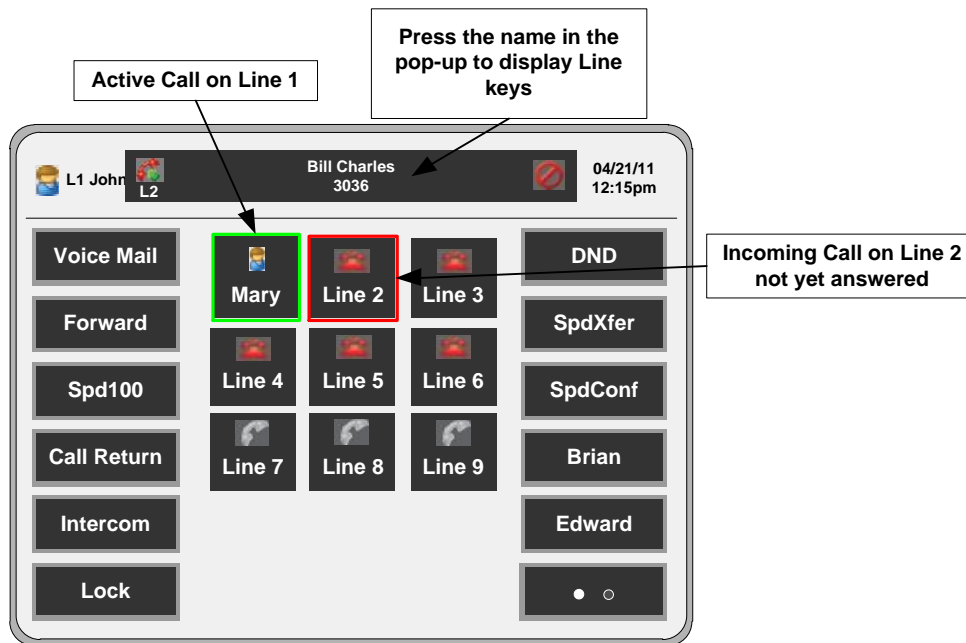 Press the name in the
pop-up to display Line
keys
Active Call on Line 1
L1 John
L2
Bill Charles
3036
04/21/11
12:15pm
Voice Mail
Mary
Line 2
Line 3
DND
Incoming Call on Line 2
not yet answered
Forward
SpdXfer
Spd100
Line 4
Line 5
Line 6
SpdConf
Call Return
Line 7
Line 8
Line 9
Brian
Intercom
Edward
Lock